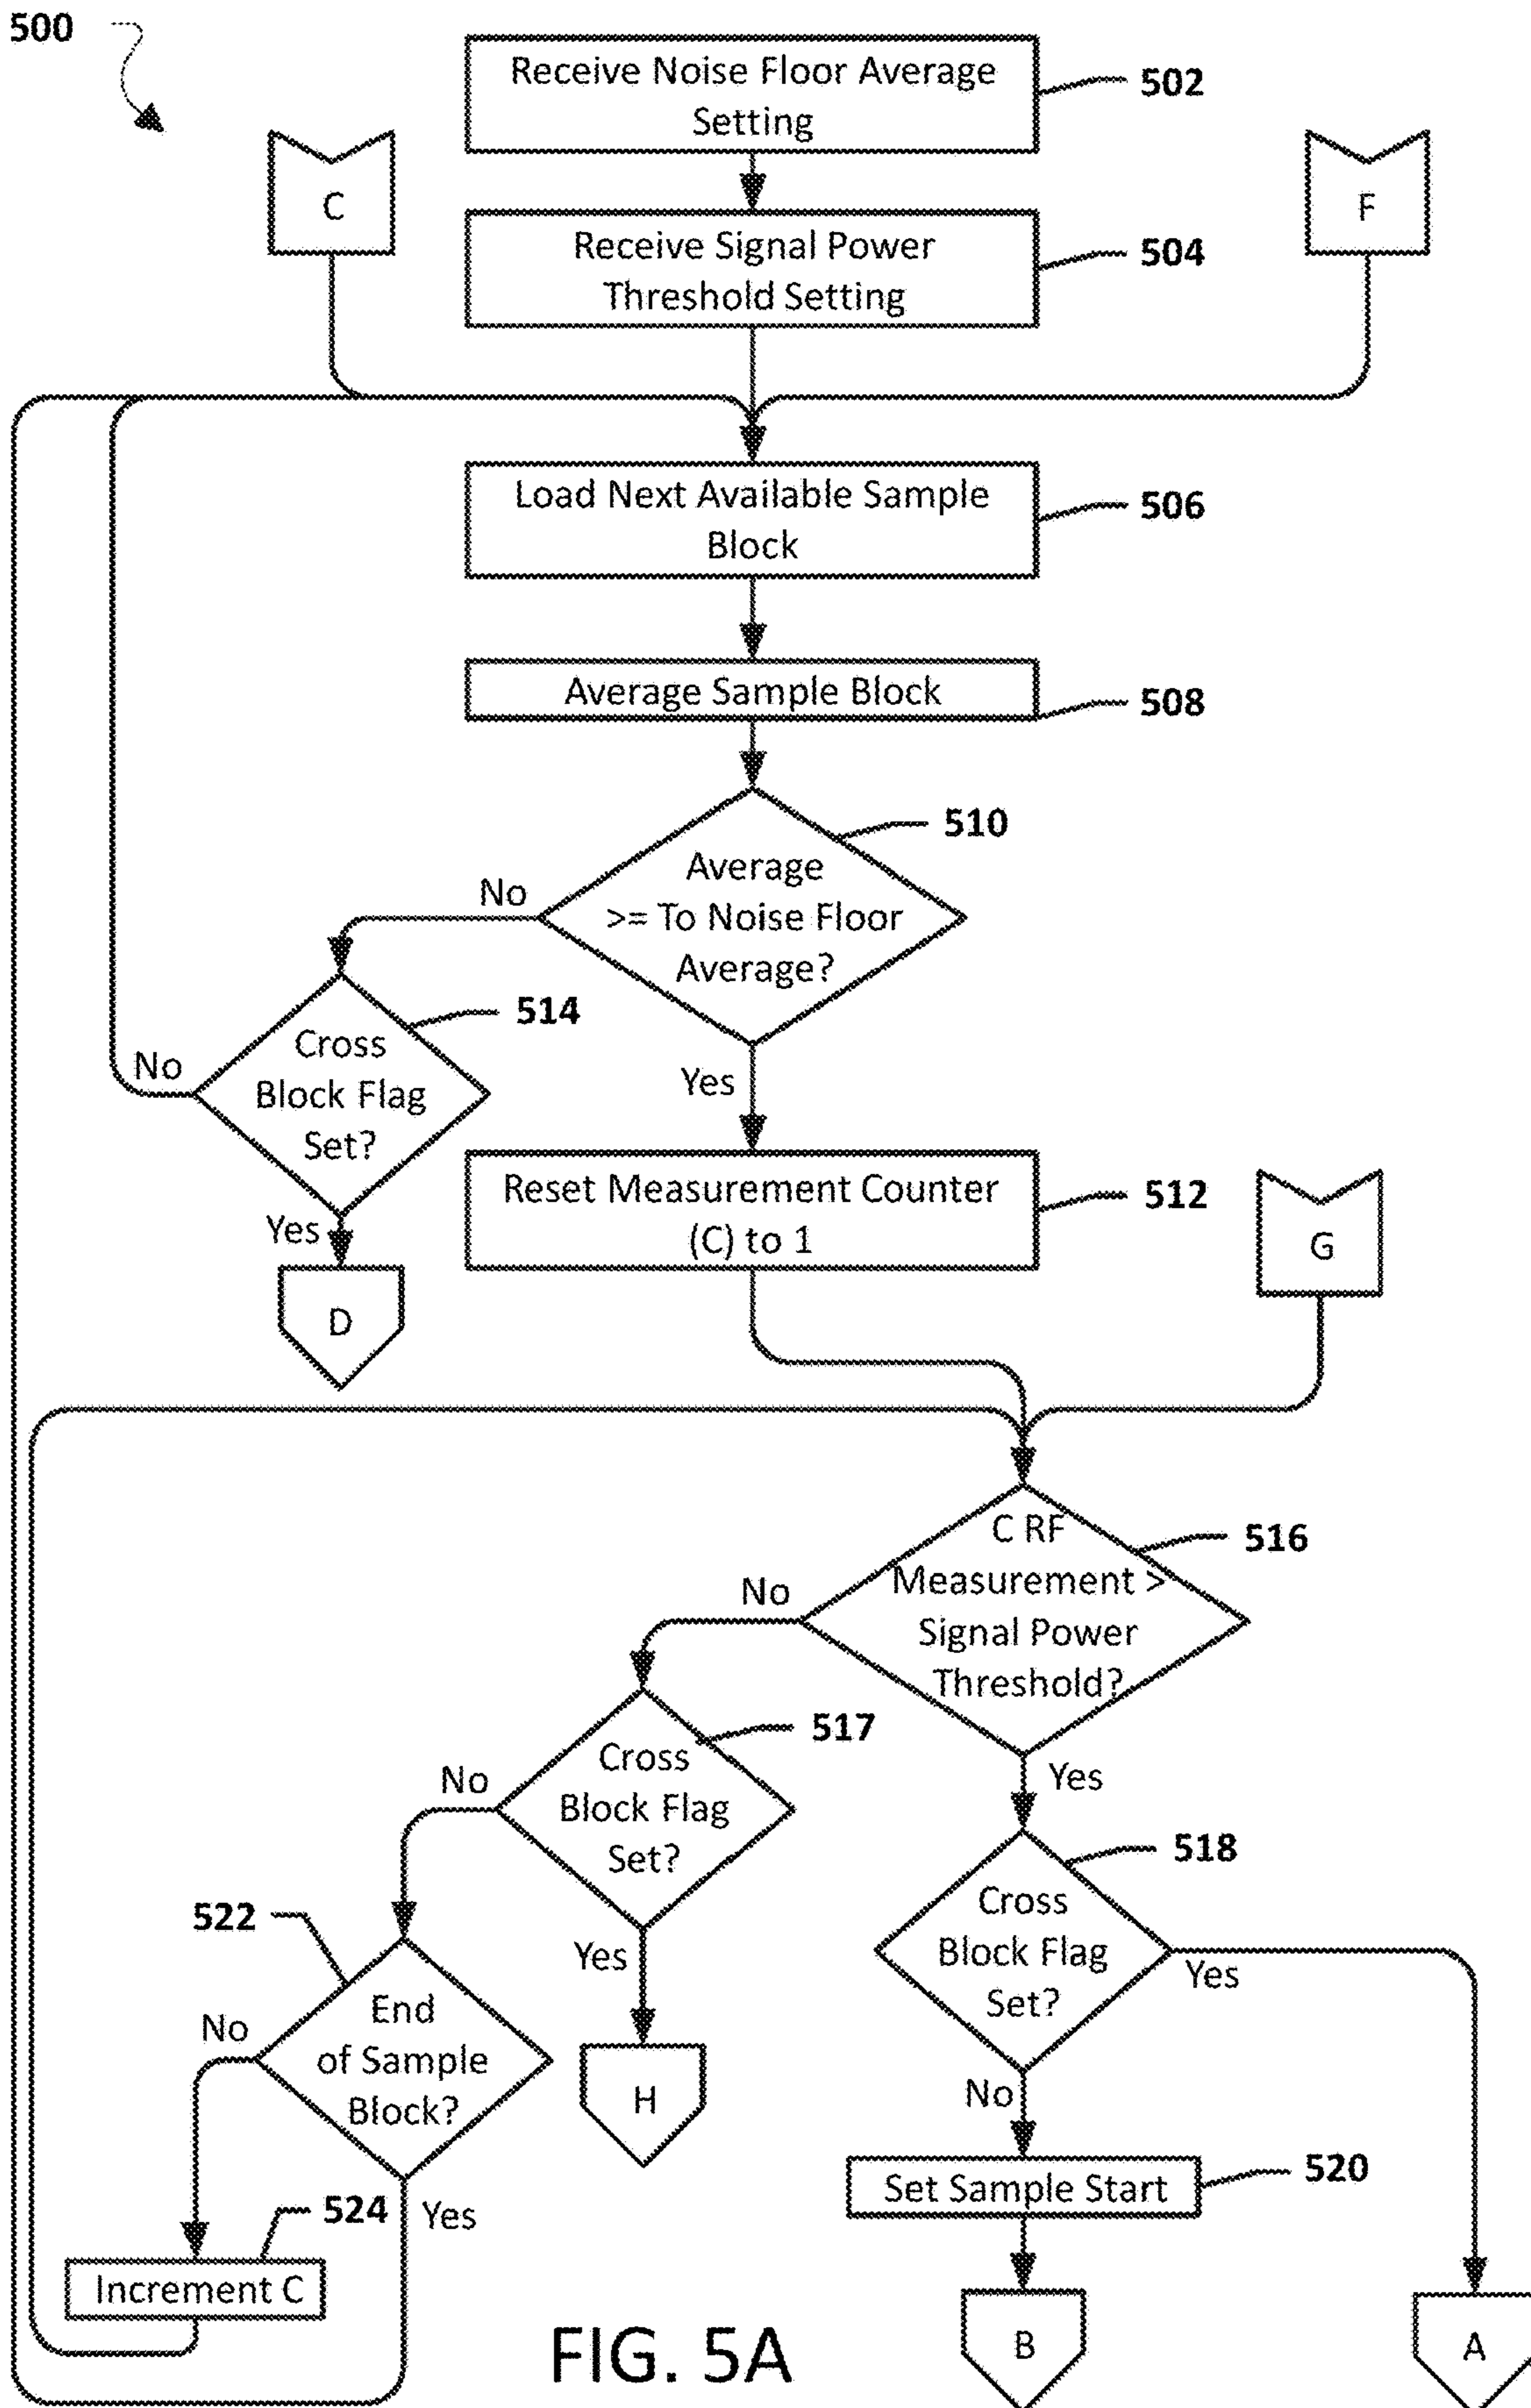 500
Receive Noise Floor Average
Setting
502
C
F
Receive Signal Power
Threshold Setting
504
Load Next Available Sample
Block
506
Average Sample Block
508
510
Average
>= To Noise Floor
Average?
No
514
Cross
Block Flag
Set?
No
Yes
Yes
D
Reset Measurement Counter
(C) to 1
512
G
C RF
Measurement >
Signal Power
Threshold?
516
No
517
Cross
Block Flag
Set?
No
Yes
Yes
518
Cross
Block Flag
Set?
Yes
522
End
of Sample
Block?
No
H
No
Set Sample Start
520
524
Yes
Increment C
B
A
FIG. 5A